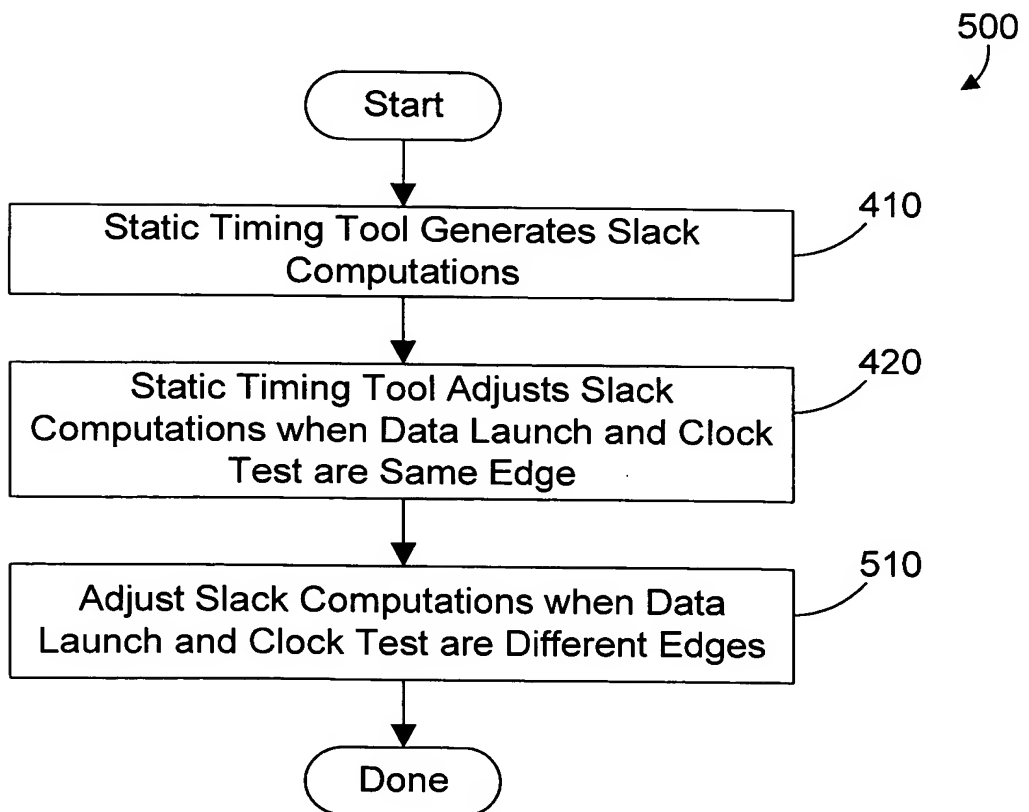 500
Start
Static Timing Tool Generates Slack
Computations
410
Static Timing Tool Adjusts Slack
Computations when Data Launch and Clock
Test are Same Edge
420
Adjust Slack Computations when Data
Launch and Clock Test are Different Edges
510
Done